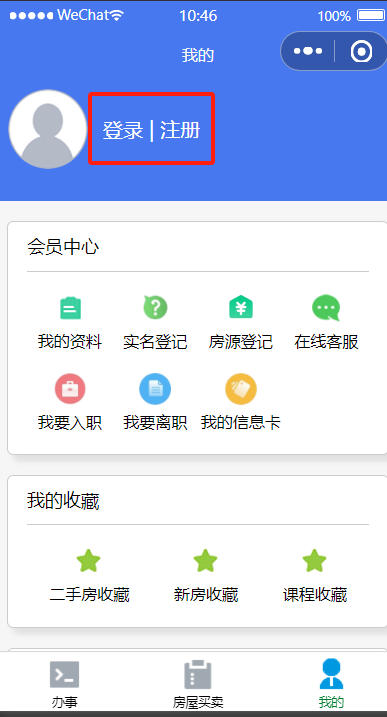 WeChat 10:46 100%
我的
登录 | 注册
会员中心
我的资料 实名登记 房源登记 在线客服
我要入职 我要离职 我的信息卡
我的收藏
二手房收藏 新房收藏 课程收藏
办事 房屋买卖 我的